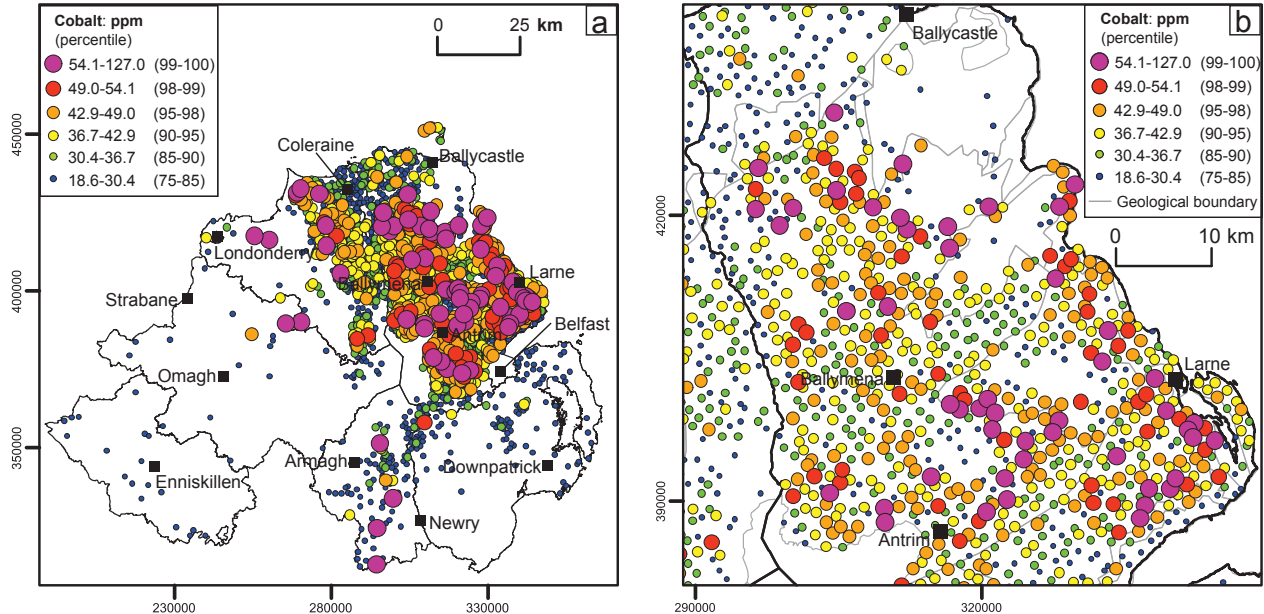 Cobalt: ppm
(percentile)
54.1-127.0 (99-100)
49.0-54.1 (98-99)
42.9-49.0 (95-98)
36.7-42.9 (90-95)
30.4-36.7 (85-90)
18.6-30.4 (75-85)
0 25 km
a
450000
400000
350000
Coleraine
Ballycastle
Londonderry
Strabane
Ballymena
Larne
Antrim
Belfast
Omagh
Enniskillen
Armagh
Downpatrick
Newry
230000 280000 330000
b
Cobalt: ppm
(percentile)
54.1-127.0 (99-100)
49.0-54.1 (98-99)
42.9-49.0 (95-98)
36.7-42.9 (90-95)
30.4-36.7 (85-90)
18.6-30.4 (75-85)
Geological boundary
0 10 km
Ballycastle
420000
390000
Larne
Ballymena
Antrim
290000 320000